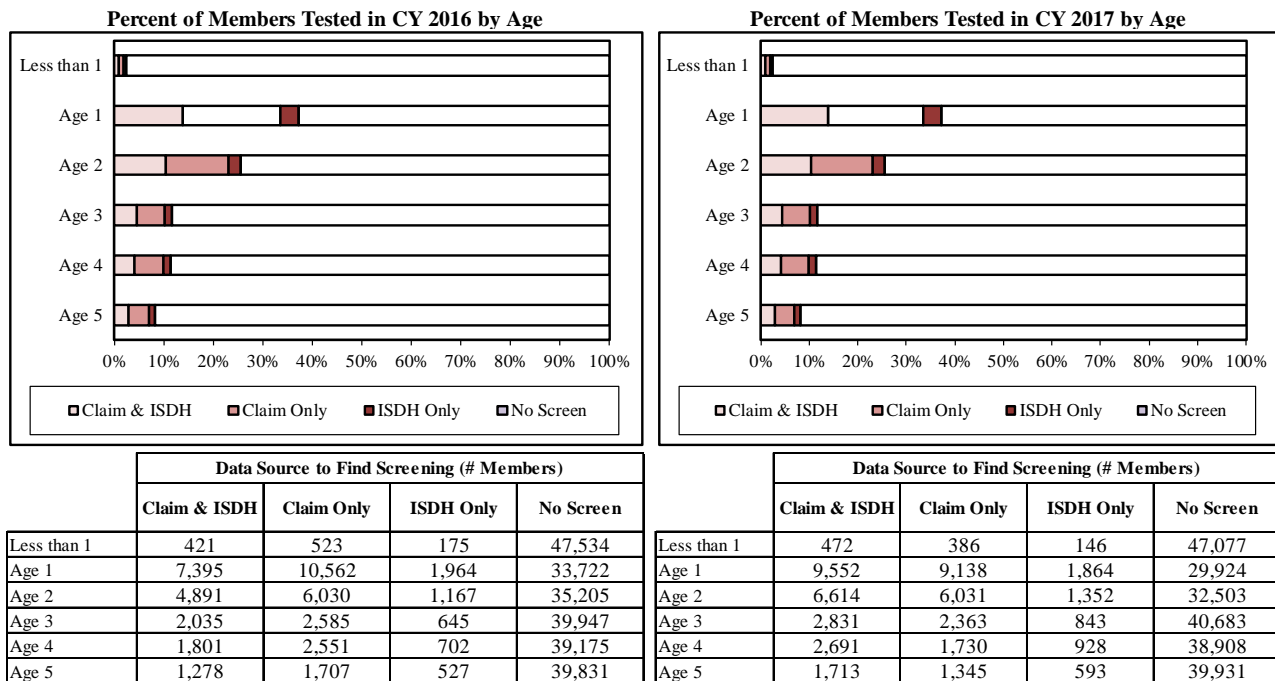 Percent of Members Tested in CY 2016 by Age
Less than 1
Age 1
Age 2
Age 3
Age 4
Age 5
0% 10% 20% 30% 40% 50% 60% 70% 80% 90% 100%
Claim & ISDH Claim Only ISDH Only No Screen
Data Source to Find Screening (# Members)
Claim & ISDH Claim Only ISDH Only No Screen
Less than 1 421 523 175 47,534
Age 1 7,395 10,562 1,964 33,722
Age 2 4,891 6,030 1,167 35,205
Age 3 2,035 2,585 645 39,947
Age 4 1,801 2,551 702 39,175
Age 5 1,278 1,707 527 39,831
Percent of Members Tested in CY 2017 by Age
Less than 1
Age 1
Age 2
Age 3
Age 4
Age 5
0% 10% 20% 30% 40% 50% 60% 70% 80% 90% 100%
Claim & ISDH Claim Only ISDH Only No Screen
Data Source to Find Screening (# Members)
Claim & ISDH Claim Only ISDH Only No Screen
Less than 1 472 386 146 47,077
Age 1 9,552 9,138 1,864 29,924
Age 2 6,614 6,031 1,352 32,503
Age 3 2,831 2,363 843 40,683
Age 4 2,691 1,730 928 38,908
Age 5 1,713 1,345 593 39,931